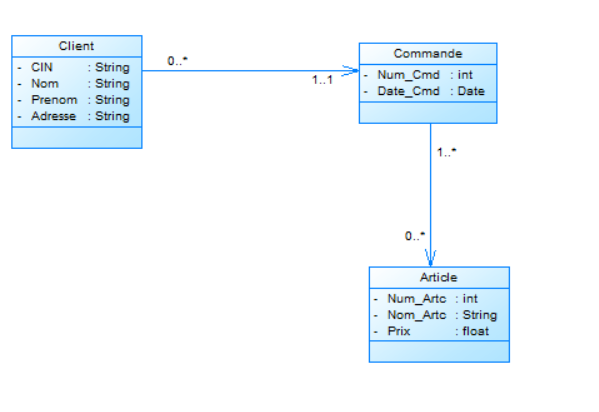 Client
- CIN : String
- Nom : String
- Prenom : String
- Adresse : String
0..*
1..1
Commande
- Num_Cmd : int
- Date_Cmd : Date
1..*
0..*
Article
- Num_Artc : int
- Nom_Artc : String
- Prix : float